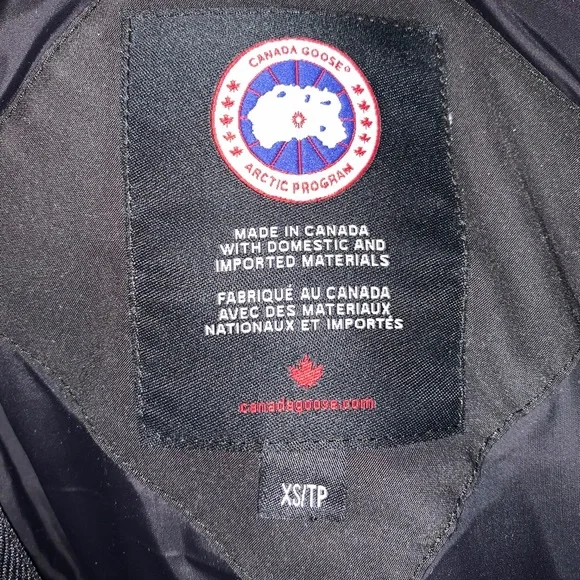 CANADA GOOSE®
ARCTIC PROGRAM
MADE IN CANADA
WITH DOMESTIC AND
IMPORTED MATERIALS
FABRIQUÉ AU CANADA
AVEC DES MATERIAUX
NATIONAUX ET IMPORTÉS
canadagoose.com
XS/TP